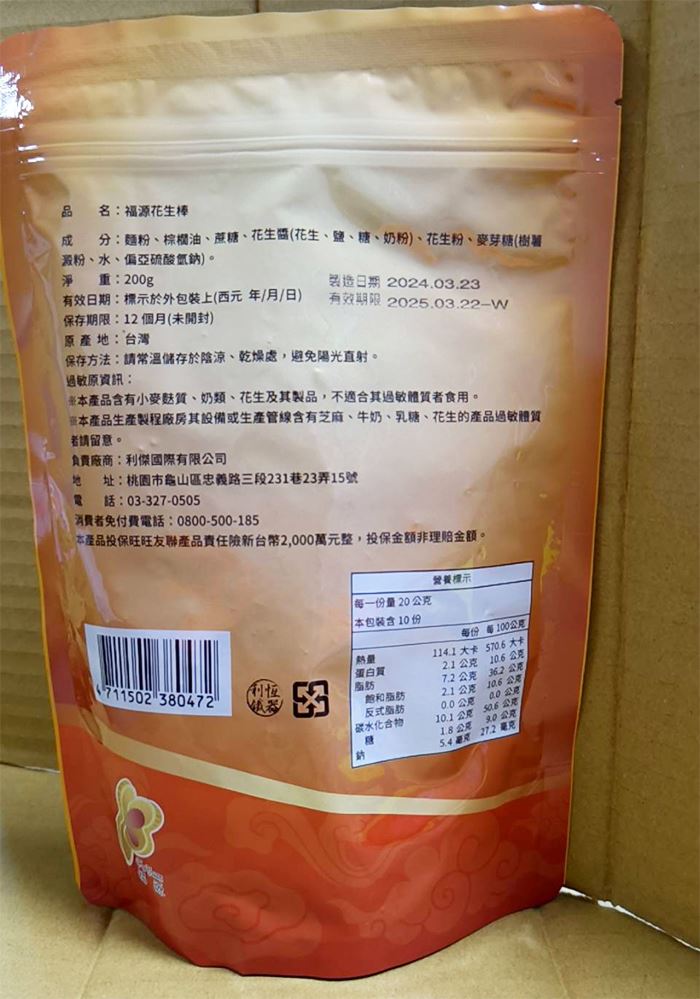 品 名：福源花生棒
成 分：麵粉、棕櫚油、蔗糖、花生醬(花生、鹽、糖、奶粉)、花生粉、麥芽糖(樹薯
澱粉、水、偏亞硫酸氫鈉)。
淨 重：200g
製造日期 2024.03.23
有效日期：標示於外包裝上(西元 年/月/日)
有效期限 2025.03.22-W
保存期限：12個月(未開封)
原 產 地：台灣
保存方法：請常溫儲存於陰涼、乾燥處，避免陽光直射。
過敏原資訊：
※本產品含有小麥麩質、奶類、花生及其製品，不適合其過敏體質者食用。
※本產品生產製程廠房其設備或生產管線含有芝麻、牛奶、乳糖、花生的產品過敏體質
者請留意。
負責廠商：利傑國際有限公司
地 址：桃園市龜山區忠義路三段231巷23弄15號
電 話：03-327-0505
消費者免付費電話：0800-500-185
本產品投保旺旺友聯產品責任險新台幣2,000萬元整，投保金額非理賠金額。
營養標示
每一份量 20 公克
本包裝含 10 份
每份 每 100公克
熱量 114.1 大卡 570.6 大卡
蛋白質 2.1 公克 10.6 公克
脂肪 7.2 公克 36.2 公克
飽和脂肪 2.1 公克 10.6 公克
反式脂肪 0.0 公克 0.0 公克
碳水化合物 10.1 公克 50.6 公克
糖 1.8 公克 9.0 公克
鈉 5.4 毫克 27.2 毫克
4 711502 380472